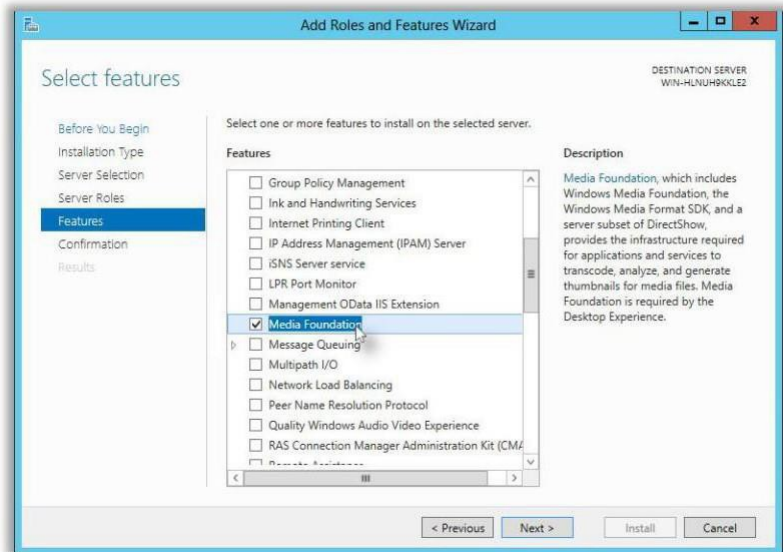 Add Roles and Features Wizard
Select features
DESTINATION SERVER
WIN-HLNUH9KKLE2
Before You Begin
Installation Type
Server Selection
Server Roles
Features
Confirmation
Results
Select one or more features to install on the selected server.
Features
Group Policy Management
Ink and Handwriting Services
Internet Printing Client
IP Address Management (IPAM) Server
iSNS Server service
LPR Port Monitor
Management OData IIS Extension
Media Foundation
Message Queuing
Multipath I/O
Network Load Balancing
Peer Name Resolution Protocol
Quality Windows Audio Video Experience
RAS Connection Manager Administration Kit (CMA
Description
Media Foundation, which includes
Windows Media Foundation, the
Windows Media Format SDK, and a
server subset of DirectShow,
provides the infrastructure required
for applications and services to
transcode, analyze, and generate
thumbnails for media files. Media
Foundation is required by the
Desktop Experience.
< Previous
Next >
Install
Cancel